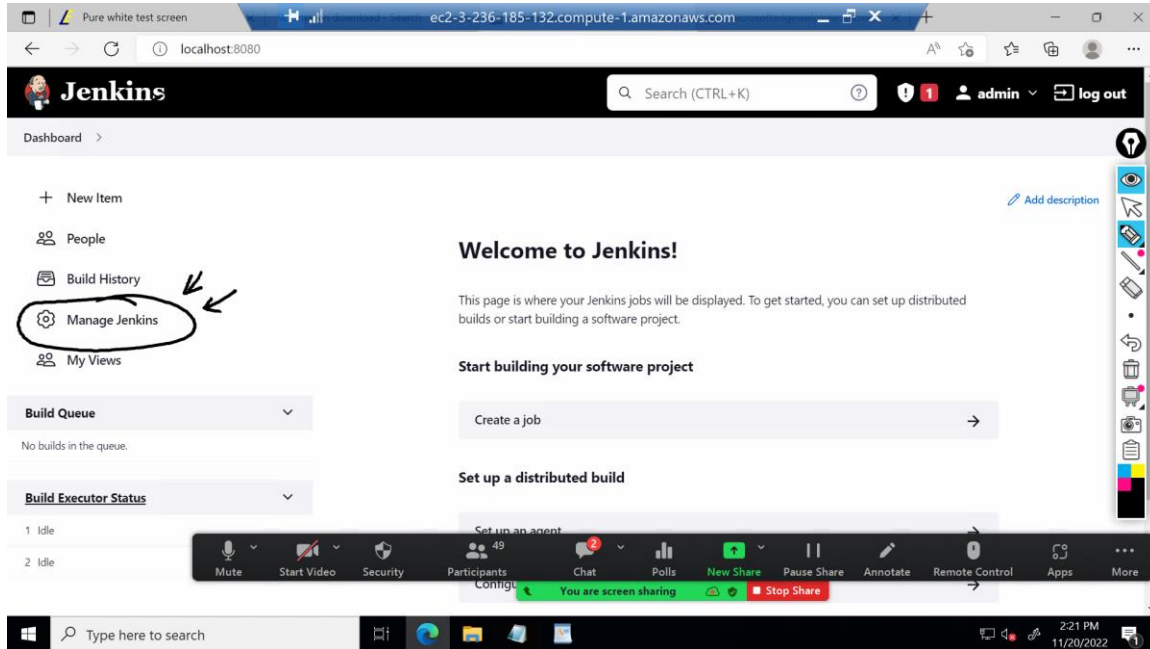 Pure white test screen
ec2-3-236-185-132.compute-1.amazonaws.com
localhost:8080
Jenkins
Search (CTRL+K)
1
admin
log out
Dashboard >
New Item
Add description
People
Welcome to Jenkins!
Build History
This page is where your Jenkins jobs will be displayed. To get started, you can set up distributed
builds or start building a software project.
Manage Jenkins
My Views
Start building your software project
Build Queue
Create a job
No builds in the queue.
Set up a distributed build
Build Executor Status
1 Idle
Set up an agent
2 Idle
49
2
Mute
Start Video
Security
Participants
Chat
Polls
New Share
Pause Share
Annotate
Remote Control
Apps
More
You are screen sharing
Stop Share
Type here to search
2:21 PM
11/20/2022
1